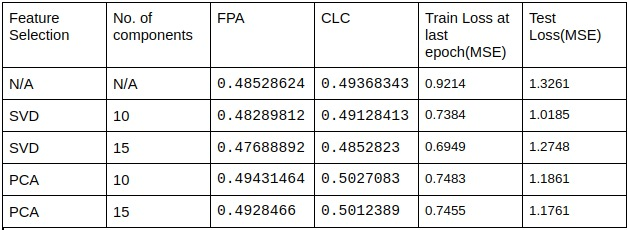 Feature Selection No. of components FPA CLC Train Loss at last epoch(MSE) Test Loss(MSE)
N/A N/A 0.48528624 0.49368343 0.9214 1.3261
SVD 10 0.48289812 0.49128413 0.7384 1.0185
SVD 15 0.47688892 0.4852823 0.6949 1.2748
PCA 10 0.49431464 0.5027083 0.7483 1.1861
PCA 15 0.4928466 0.5012389 0.7455 1.1761